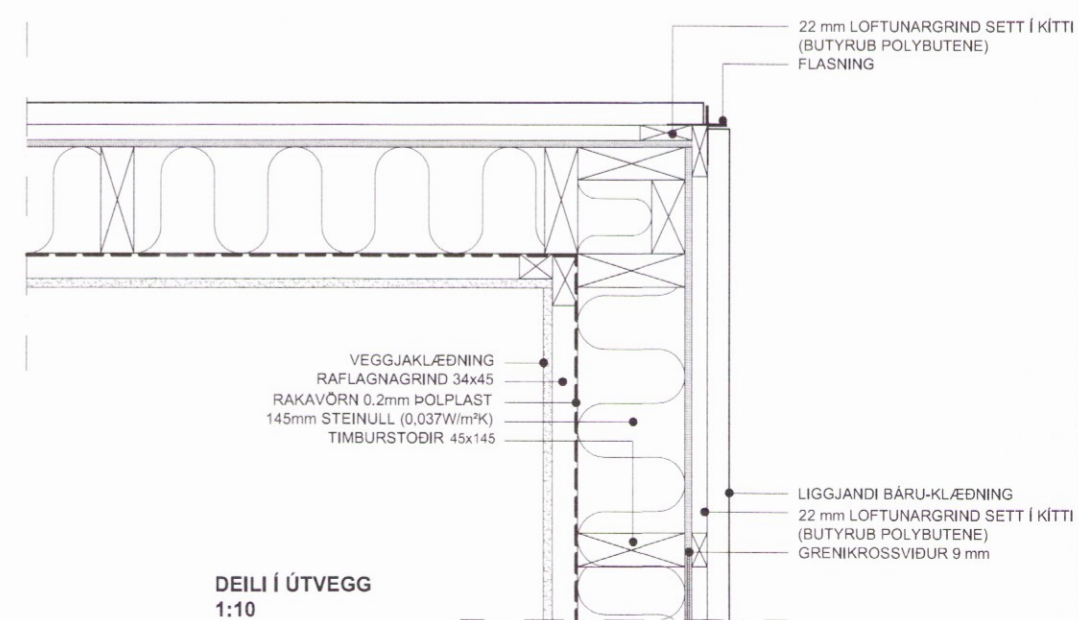 22 mm LOFTUNARGRIND SETT Í KÍTTI
(BUTYRUB POLYBUTENE)
FLASNING
VEGGJAKLÆÐNING
RAFLAGNAGRIND 34x45
RAKAVÖRN 0.2mm ÞOLPLAST
145mm STEINULL (0,037W/m²K)
TIMBURSTOÐIR 45x145
LIGGJANDI BÁRU-KLÆÐNING
22 mm LOFTUNARGRIND SETT Í KÍTTI
(BUTYRUB POLYBUTENE)
GRENIKROSSVIÐUR 9 mm
DEILI Í ÚTVEGG
1:10